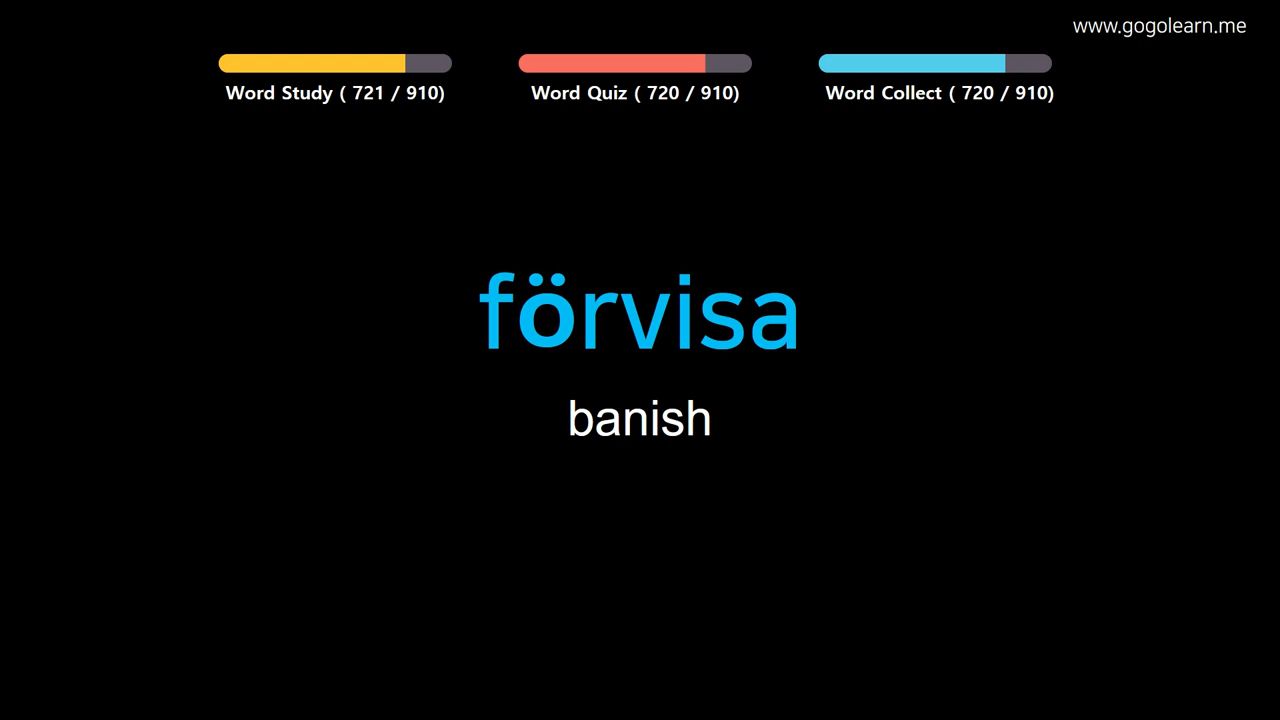 www.gogolearn.me
Word Study ( 721 / 910)
Word Quiz ( 720 / 910)
Word Collect ( 720 / 910)
förvisa
banish